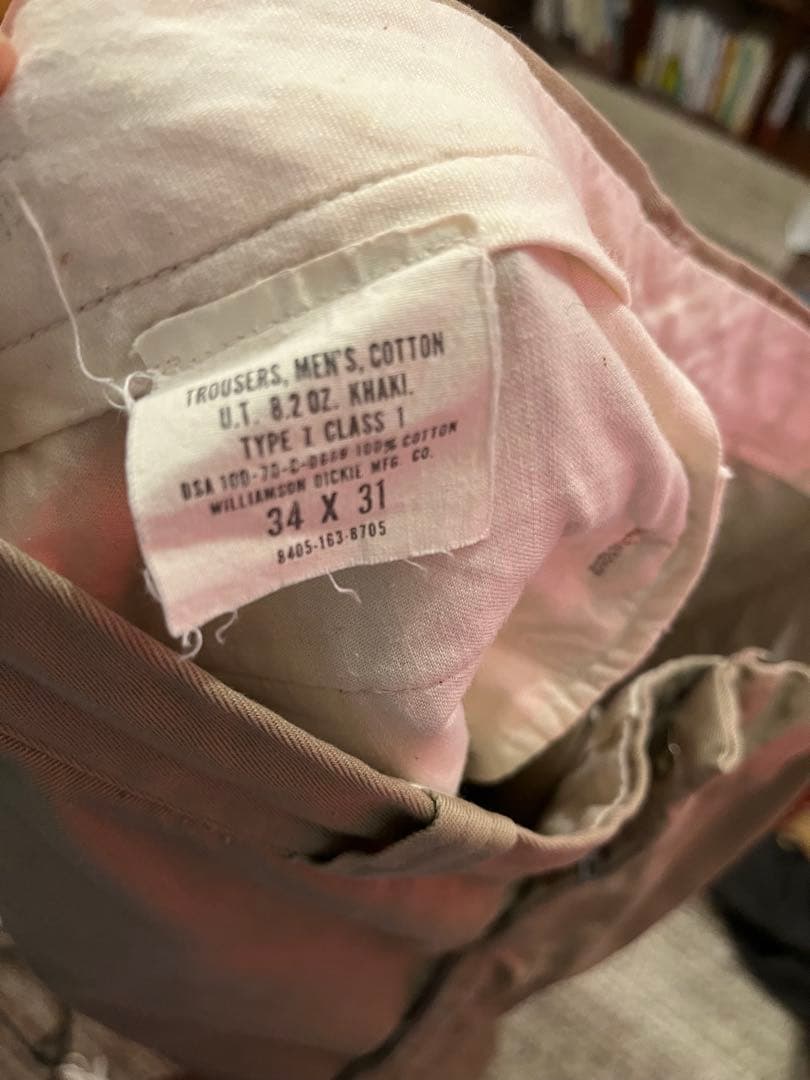 TROUSERS, MEN'S, COTTON
U.T. 8.2 OZ. KHAKI.
TYPE I CLASS 1
DSA 100-70-C-0669 100% COTTON
WILLIAMSON DICKIE MFG. CO.
34 X 31
8405-163-8705